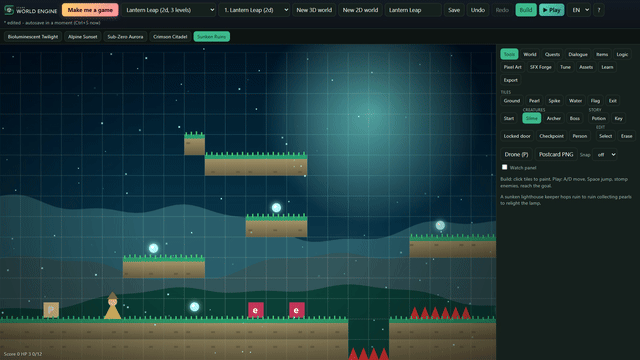 WORLD ENGINE
Make me a game
Lantern Leap (2d, 3 levels)
1. Lantern Leap (2d)
New 3D world
New 2D world
Lantern Leap
Save
Undo
Redo
Build
▶ Play
EN
?
* edited - autosave in a moment (Ctrl+S now)
Bioluminescent Twilight
Alpine Sunset
Sub-Zero Aurora
Crimson Citadel
Sunken Ruins
Tools
World
Quests
Dialogue
Items
Logic
Pixel Art
SFX Forge
Tune
Assets
Learn
Export
TILES
Ground
Pearl
Spike
Water
Flag
Exit
CREATURES
STORY
Start
Slime
Archer
Boss
Potion
Key
EDIT
Locked door
Checkpoint
Person
Select
Erase
Drone (P)
Postcard PNG
Snap
off
Watch panel
Build: click tiles to paint. Play: A/D move, Space jump, stomp
enemies, reach the goal.
A sunken lighthouse keeper hops ruin to ruin collecting pearls
to relight the lamp.
P
e
e
Score 0 HP 3 0/12